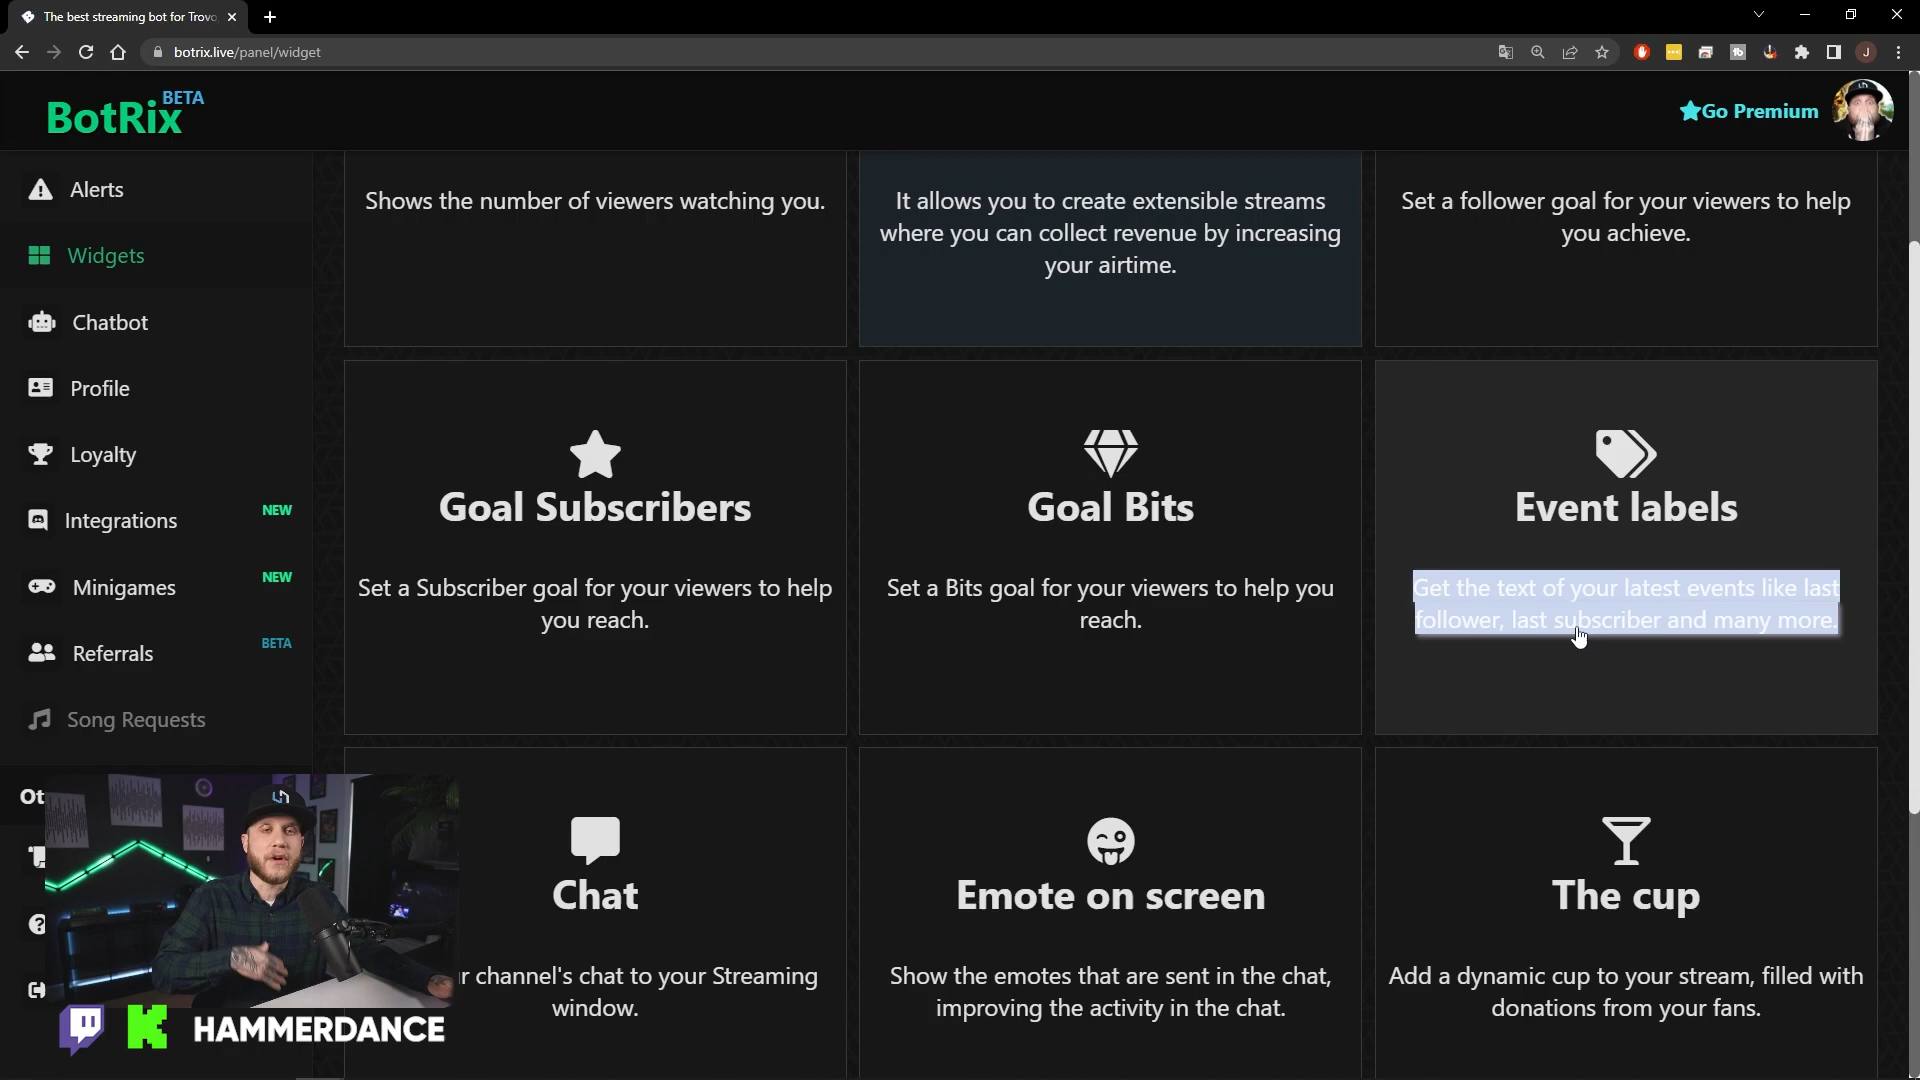 The best streaming bot for Trovo
botrix.live/panel/widget
J
BotRix
BETA
Go Premium
Alerts
Widgets
Chatbot
Profile
Loyalty
Integrations
NEW
Minigames
NEW
Referrals
BETA
Song Requests
Ot
Shows the number of viewers watching you.
It allows you to create extensible streams
where you can collect revenue by increasing
your airtime.
Set a follower goal for your viewers to help
you achieve.
Goal Subscribers
Set a Subscriber goal for your viewers to help
you reach.
Goal Bits
Set a Bits goal for your viewers to help you
reach.
Event labels
Get the text of your latest events like last
follower, last subscriber and many more.
Chat
r channel's chat to your Streaming
window.
Emote on screen
Show the emotes that are sent in the chat,
improving the activity in the chat.
The cup
Add a dynamic cup to your stream, filled with
donations from your fans.
HAMMERDANCE